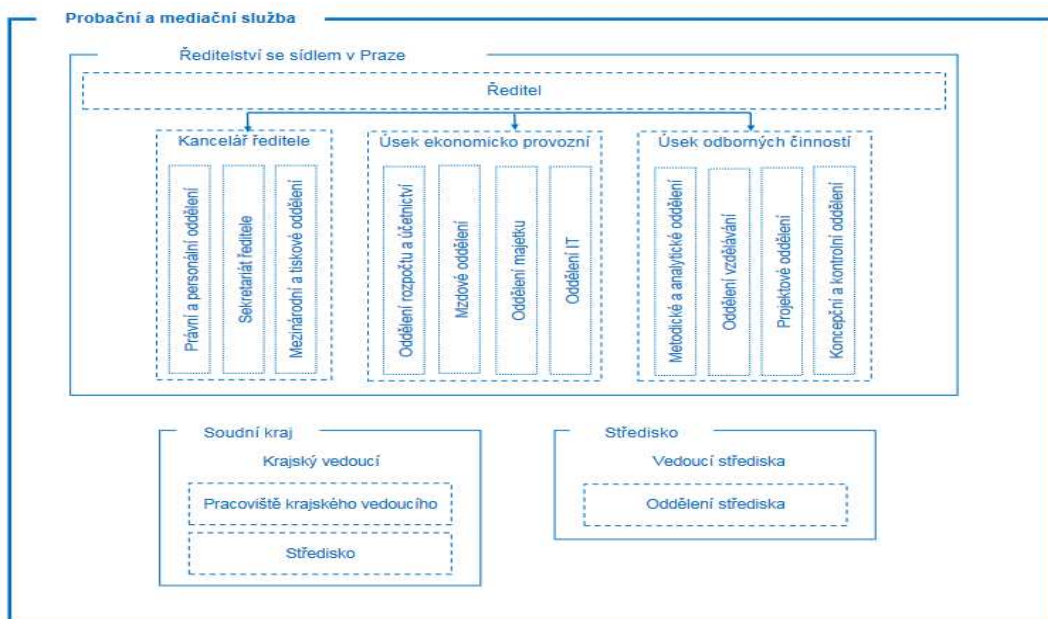 Probační a mediační služba
Ředitelství se sídlem v Praze
Ředitel
Kancelář ředitele
Právní a personální oddělení
Sekretariát ředitele
Mezinárodní a tiskové oddělení
Úsek ekonomicko provozní
Oddělení rozpočtu a účetnictví
Mzdové oddělení
Oddělení majetku
Oddělení IT
Úsek odborných činností
Metodické a analytické oddělení
Oddělení vzdělávání
Projektové oddělení
Koncepční a kontrolní oddělení
Soudní kraj
Krajský vedoucí
Pracoviště krajského vedoucího
Středisko
Středisko
Vedoucí střediska
Oddělení střediska